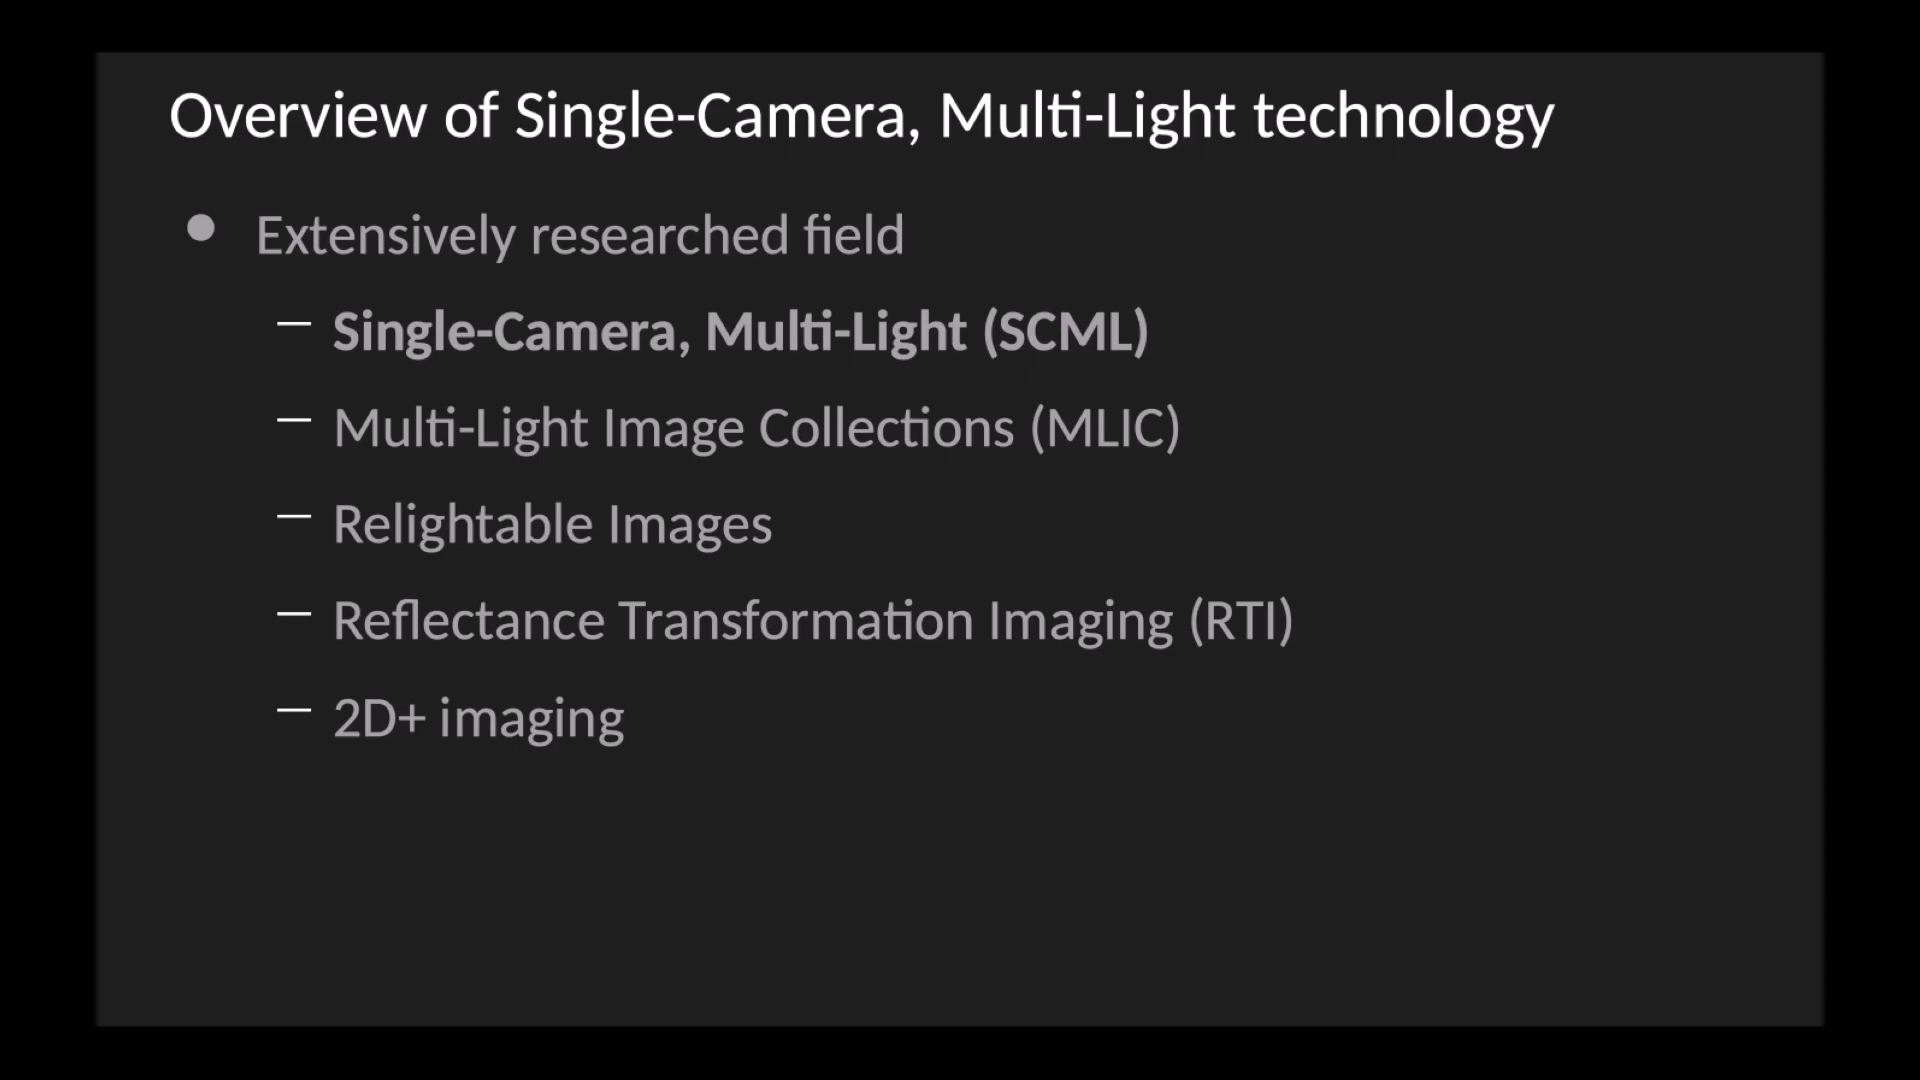 Overview of Single-Camera, Multi-Light technology
● Extensively researched field
— Single-Camera, Multi-Light (SCML)
— Multi-Light Image Collections (MLIC)
— Relightable Images
— Reflectance Transformation Imaging (RTI)
— 2D+ imaging